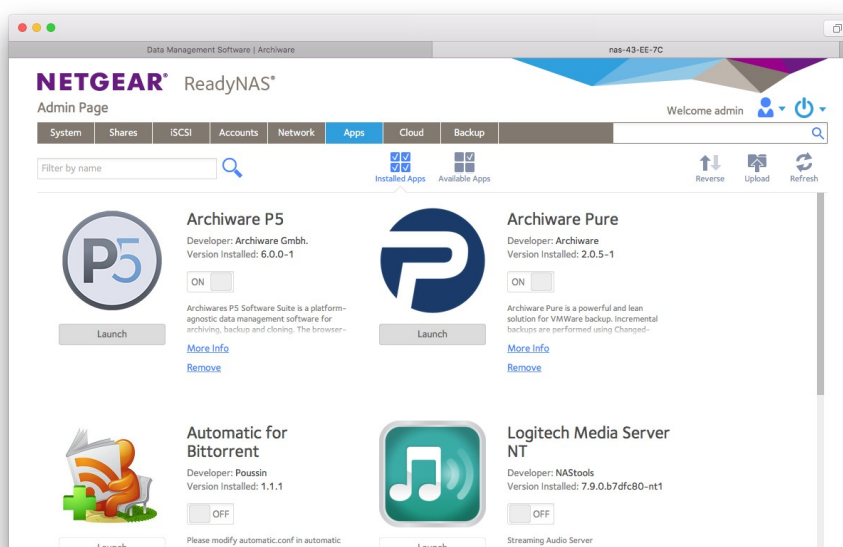 Data Management Software | Archiware
nas-43-EE-7C
NETGEAR® ReadyNAS®
Admin Page
Welcome admin
System Shares iSCSI Accounts Network Apps Cloud Backup
Filter by name
Installed Apps Available Apps
Reverse Upload Refresh
P5
Archiware P5
Developer: Archiware Gmbh.
Version Installed: 6.0.0-1
ON
Archiwares P5 Software Suite is a platform-
agnostic data management software for
archiving, backup and cloning. The browser-
Launch
More Info
Remove
Archiware Pure
Developer: Archiware
Version Installed: 2.0.5-1
ON
Archiware Pure is a powerful and lean
solution for VMWare backup. Incremental
backups are performed using Changed-
Launch
More Info
Remove
Automatic for
Bittorrent
Developer: Poussin
Version Installed: 1.1.1
OFF
Please modify automatic.conf in automatic
Launch
Logitech Media Server
NT
Developer: NAStools
Version Installed: 7.9.0.b7dfc80-nt1
OFF
Streaming Audio Server
Launch